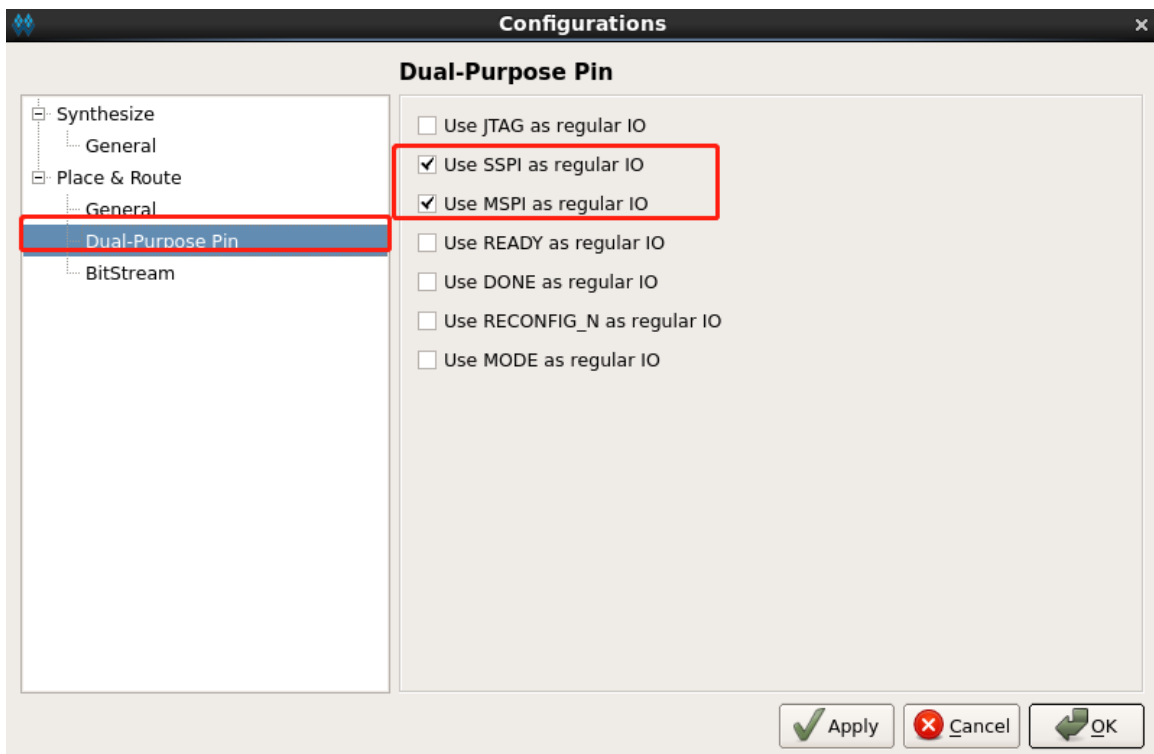 Configurations
Dual-Purpose Pin
Synthesize
General
Place & Route
General
Dual-Purpose Pin
BitStream
Use JTAG as regular IO
Use SSPI as regular IO
Use MSPI as regular IO
Use READY as regular IO
Use DONE as regular IO
Use RECONFIG_N as regular IO
Use MODE as regular IO
Apply
Cancel
OK